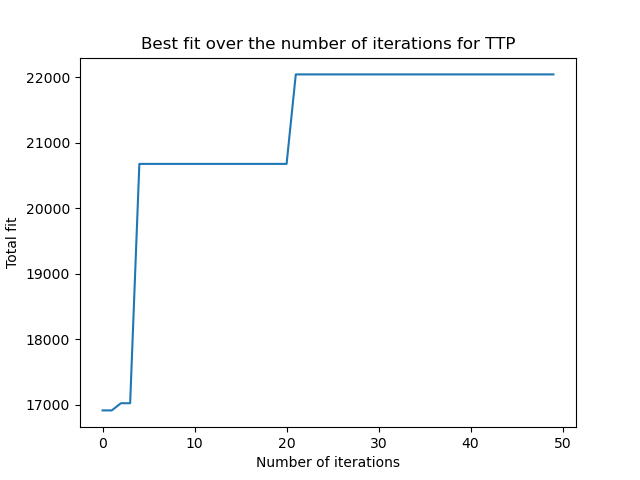 Best fit over the number of iterations for TTP
22000
21000
20000
19000
18000
17000
Total fit
0 10 20 30 40 50
Number of iterations